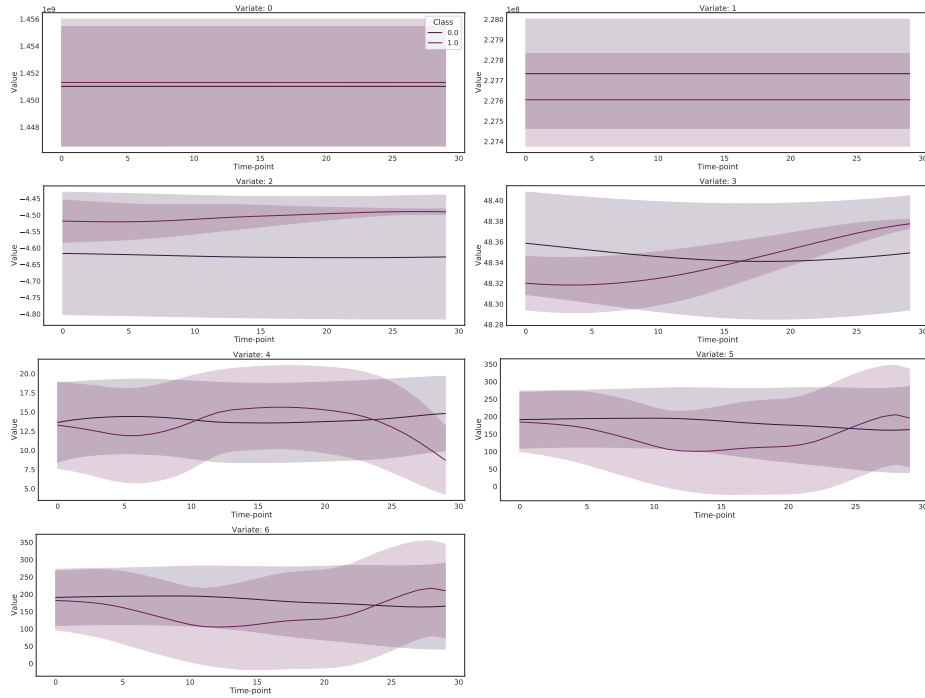 Variate: 0
1e9
Value
1.456
1.454
1.452
1.450
1.448
Class
0.0
1.0
0 5 10 15 20 25 30
Time-point
Variate: 1
1e8
Value
2.280
2.279
2.278
2.277
2.276
2.275
2.274
0 5 10 15 20 25 30
Time-point
Variate: 2
Value
−4.45
−4.50
−4.55
−4.60
−4.65
−4.70
−4.75
−4.80
0 5 10 15 20 25 30
Time-point
Variate: 3
Value
48.40
48.38
48.36
48.34
48.32
48.30
48.28
0 5 10 15 20 25 30
Time-point
Variate: 4
Value
20.0
17.5
15.0
12.5
10.0
7.5
5.0
0 5 10 15 20 25 30
Time-point
Variate: 5
Value
350
300
250
200
150
100
50
0
0 5 10 15 20 25 30
Time-point
Variate: 6
Value
350
300
250
200
150
100
50
0
0 5 10 15 20 25 30
Time-point